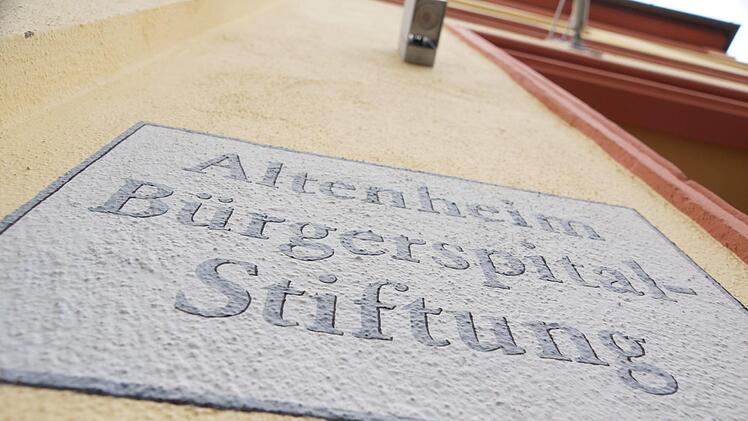 Altenheim
Bürgerspital-
Stiftung